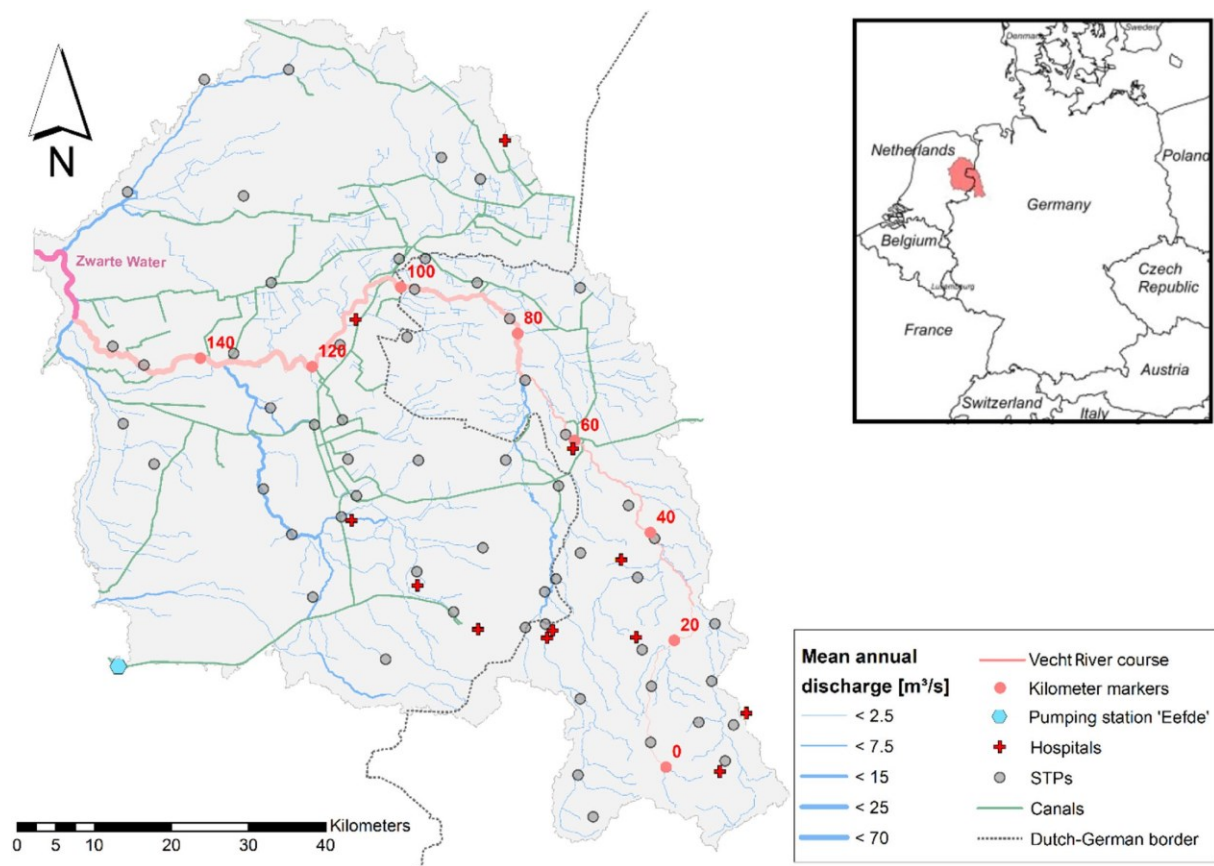 N
Zwarte Water
100
80
140
120
60
40
20
0
0 10 20 30 40 Kilometers
Denmark
Sweden
Netherlands
Poland
Germany
Belgium
Luxemburg
Czech
Republic
France
Austria
Switzerland
Italy
Mean annual
discharge [m³/s]
< 2.5
< 7.5
< 15
< 25
< 70
Vecht River course
Kilometer markers
Pumping station 'Eefde'
Hospitals
STPs
Canals
Dutch-German border